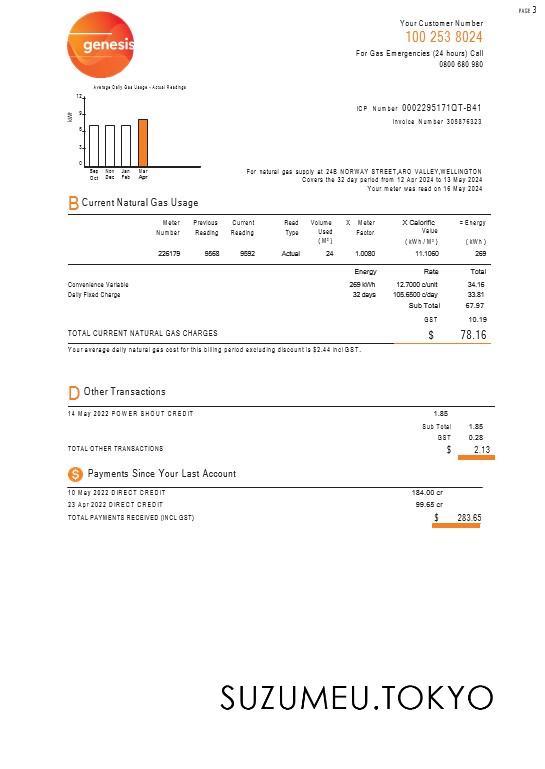 PAGE 3
genesis
Your Customer Number
100 253 8024
For Gas Emergencies (24 hours) Call
0800 680 980
Average Daily Gas Usage - Actual Readings
kWh
12
9
6
3
0
Sep Nov Jan Mar
Oct Dec Feb Apr
ICP Number 0002295171QT-B41
Invoice Number 305876323
For natural gas supply at 24B NORWAY STREET,ARO VALLEY,WELLINGTON
Covers the 32 day period from 12 Apr 2024 to 13 May 2024
Your meter was read on 16 May 2024
B Current Natural Gas Usage
Meter Previous Current Read Volume X Meter X Calorific = Energy
Number Reading Reading Type Used Factor Value
(M³) (kWh/M³) (kWh)
226179 9568 9592 Actual 24 1.0080 11.1060 269
Energy Rate Total
Convenience Variable 269 kWh 12.7000 c/unit 34.16
Daily Fixed Charge 32 days 105.6500 c/day 33.81
Sub Total 67.97
GST 10.19
TOTAL CURRENT NATURAL GAS CHARGES $ 78.16
Your average daily natural gas cost for this billing period excluding discount is $2.44 incl GST.
D Other Transactions
14 May 2022 POWER SHOUT CREDIT 1.85
Sub Total 1.85
GST 0.28
TOTAL OTHER TRANSACTIONS $ 2.13
$ Payments Since Your Last Account
10 May 2022 DIRECT CREDIT 184.00 cr
23 Apr 2022 DIRECT CREDIT 99.65 cr
TOTAL PAYMENTS RECEIVED (INCL GST) $ 283.65
SUZUMEU.TOKYO